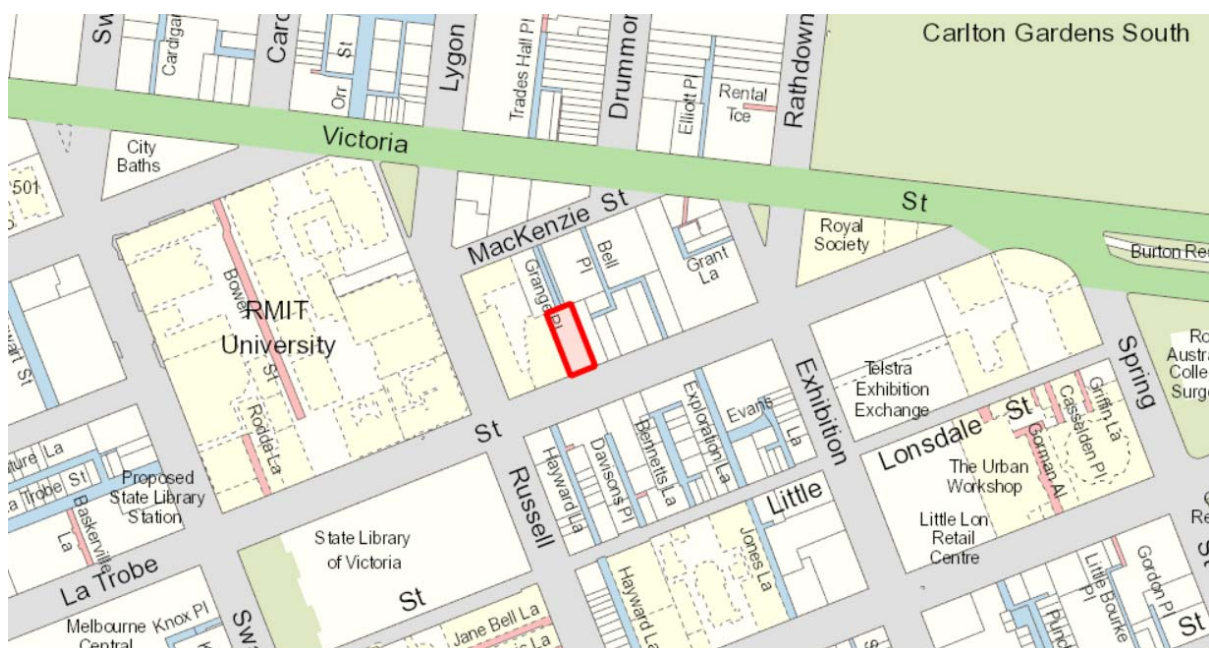 Carlton Gardens South
Cardigan
St
Orr
Lygon
Trades Hall Pl
Drummon
Elliott Pl
Rental
Tce
Rathdown
Victoria
St
City
Baths
501
MacKenzie St
Royal
Society
Burton Re
Bowen
St
RMIT
University
Grange Pl
Bell
Pl
Grant
La
Telstra
Exhibition
Exchange
Exhibition
Spring
St
Lonsdale St
Griffin La
Casselden Pl
Gorman Al
The Urban
Workshop
Little Lon
Retail
Centre
Rodda La
St
Russell
Hayward La
Davisons Pl
Bennetts La
Exploration La
Evans
La
Little
Jones La
Hayward La
La Trobe St
Baskerville
La
Proposed
State Library
Station
State Library
of Victoria
La Trobe
St
Melbourne
Central
Knox Pl
Jane Bell La
Little Bourke
Pl
Gordon Pl
St